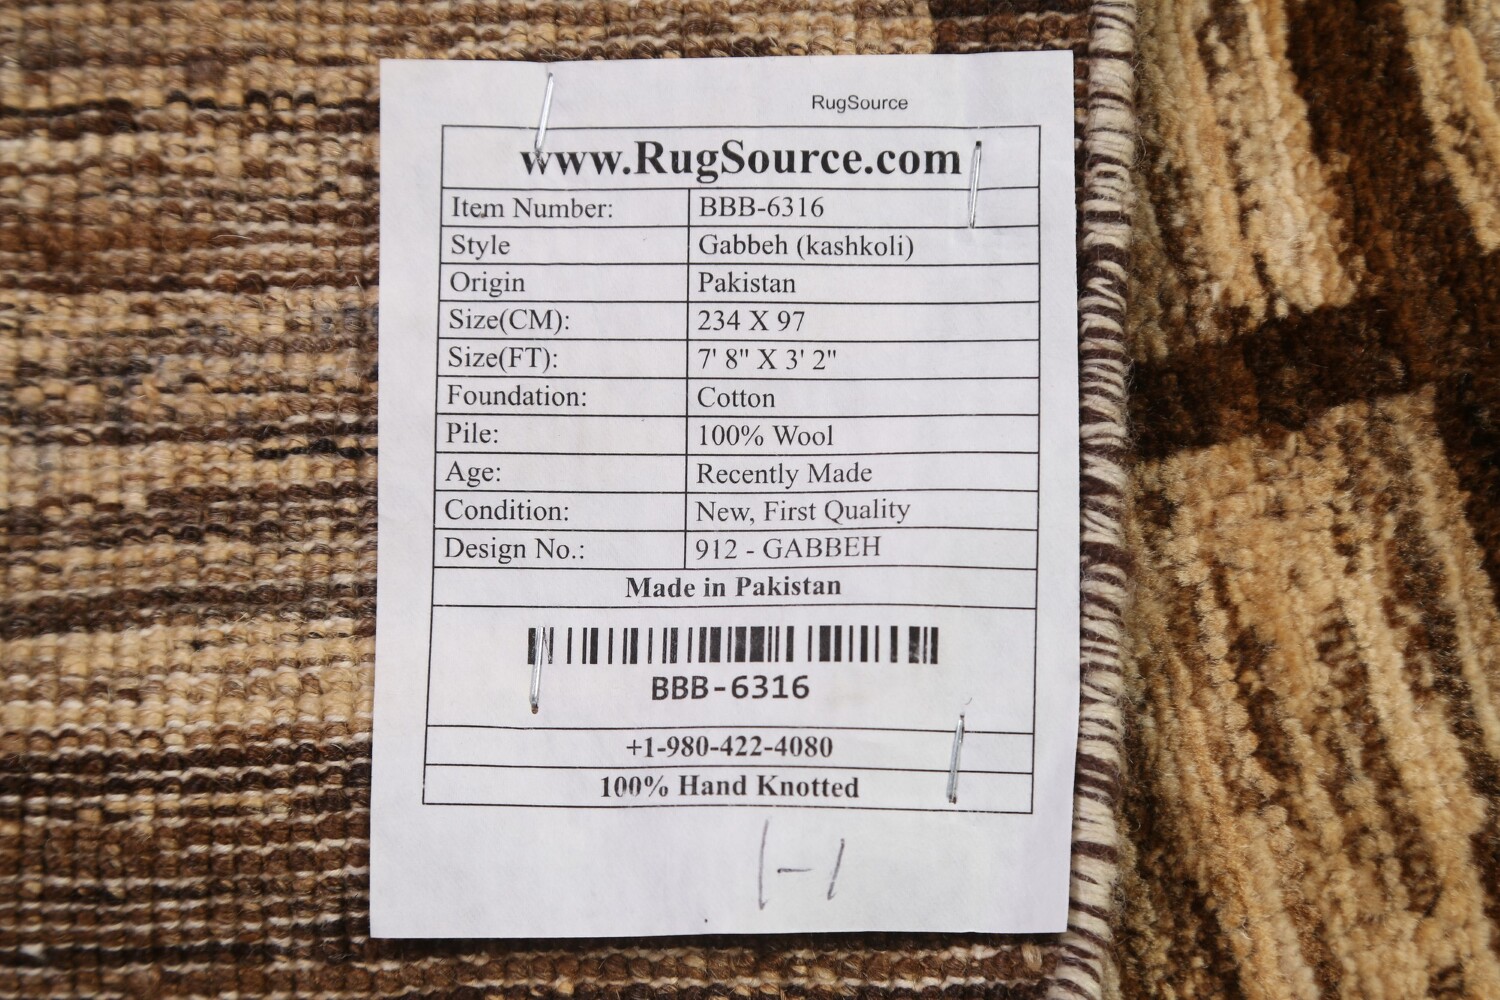 RugSource
www.RugSource.com
Item Number: BBB-6316
Style Gabbeh (kashkoli)
Origin Pakistan
Size(CM): 234 X 97
Size(FT): 7' 8" X 3' 2"
Foundation: Cotton
Pile: 100% Wool
Age: Recently Made
Condition: New, First Quality
Design No.: 912 - GABBEH
Made in Pakistan
BBB-6316
+1-980-422-4080
100% Hand Knotted
1-1